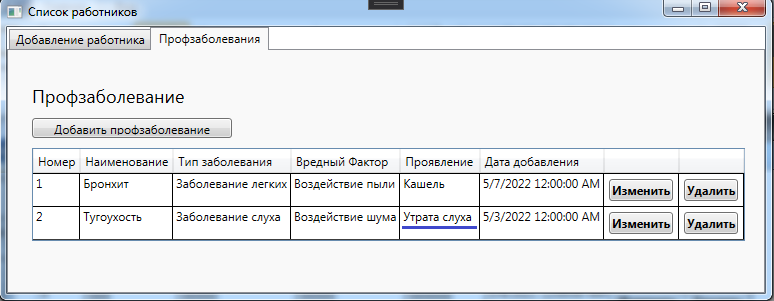 Список работников
Добавление работника Профзаболевания
Профзаболевание
Добавить профзаболевание
Номер Наименование Тип заболевания Вредный Фактор Проявление Дата добавления
1 Бронхит Заболевание легких Воздействие пыли Кашель 5/7/2022 12:00:00 AM Изменить Удалить
2 Тугоухость Заболевание слуха Воздействие шума Утрата слуха 5/3/2022 12:00:00 AM Изменить Удалить